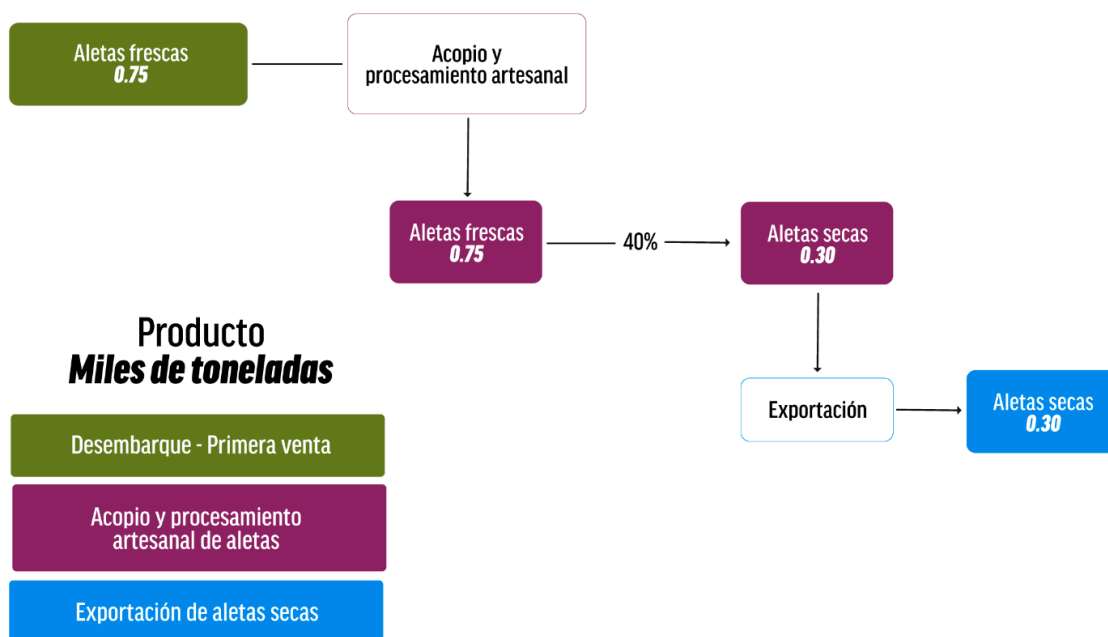 Aletas frescas
0.75
Acopio y
procesamiento artesanal
Aletas frescas
0.75
40%
Aletas secas
0.30
Exportación
Aletas secas
0.30
Producto
Miles de toneladas
Desembarque - Primera venta
Acopio y procesamiento
artesanal de aletas
Exportación de aletas secas